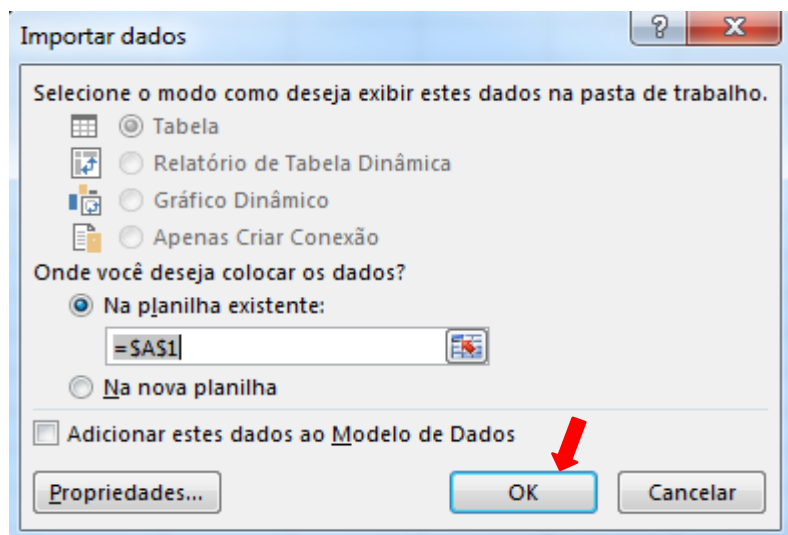 Importar dados
?
X
Selecione o modo como deseja exibir estes dados na pasta de trabalho.
Tabela
Relatório de Tabela Dinâmica
Gráfico Dinâmico
Apenas Criar Conexão
Onde você deseja colocar os dados?
Na planilha existente:
=$A$1
Na nova planilha
Adicionar estes dados ao Modelo de Dados
Propriedades... OK Cancelar